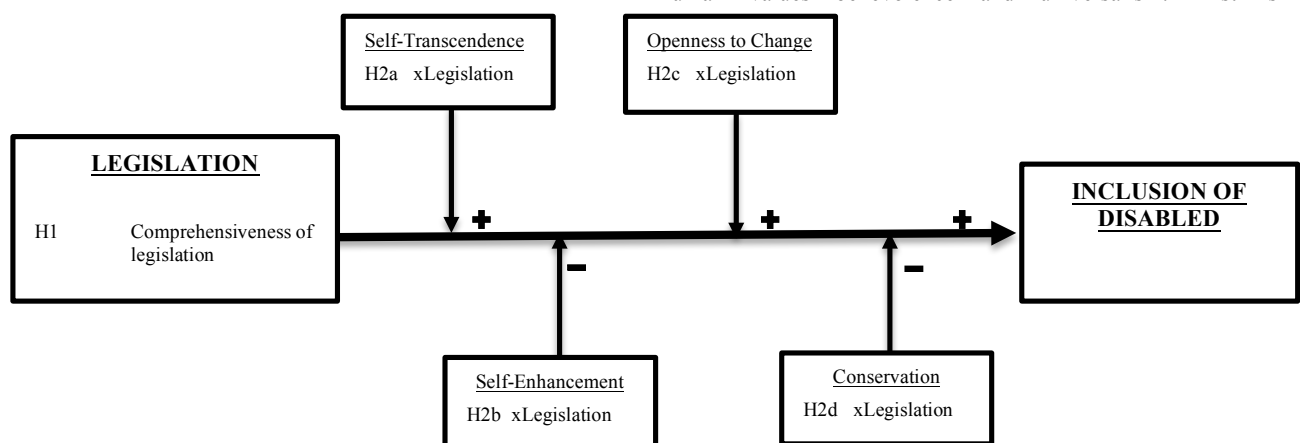 Self-Transcendence
H2a xLegislation
Openness to Change
H2c xLegislation
LEGISLATION
H1 Comprehensiveness of
legislation
+
+
+
INCLUSION OF
DISABLED
–
–
Self-Enhancement
H2b xLegislation
Conservation
H2d xLegislation